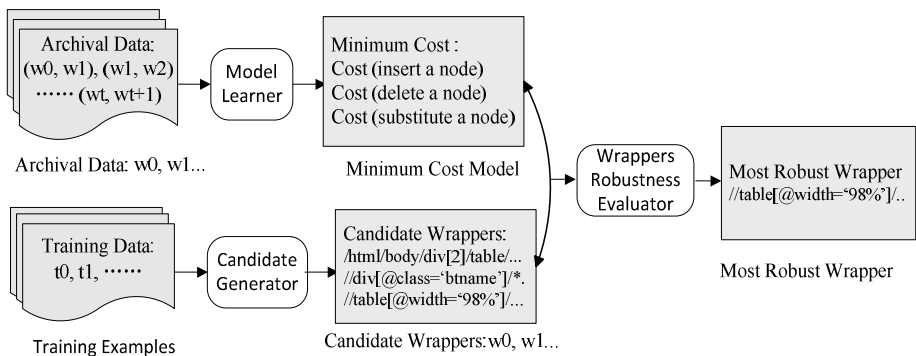 Archival Data:
(w0, w1), (w1, w2)
······ (wt, wt+1)
Archival Data: w0, w1...
Model
Learner
Minimum Cost :
Cost (insert a node)
Cost (delete a node)
Cost (substitute a node)
Minimum Cost Model
Training Data:
t0, t1, ······
Training Examples
Candidate
Generator
Candidate Wrappers:
/html/body/div[2]/table/...
//div[@class=‘btname’]/*.
//table[@width=‘98%’]/...
Candidate Wrappers:w0, w1...
Wrappers
Robustness
Evaluator
Most Robust Wrapper
//table[@width=‘98%’]/..
Most Robust Wrapper